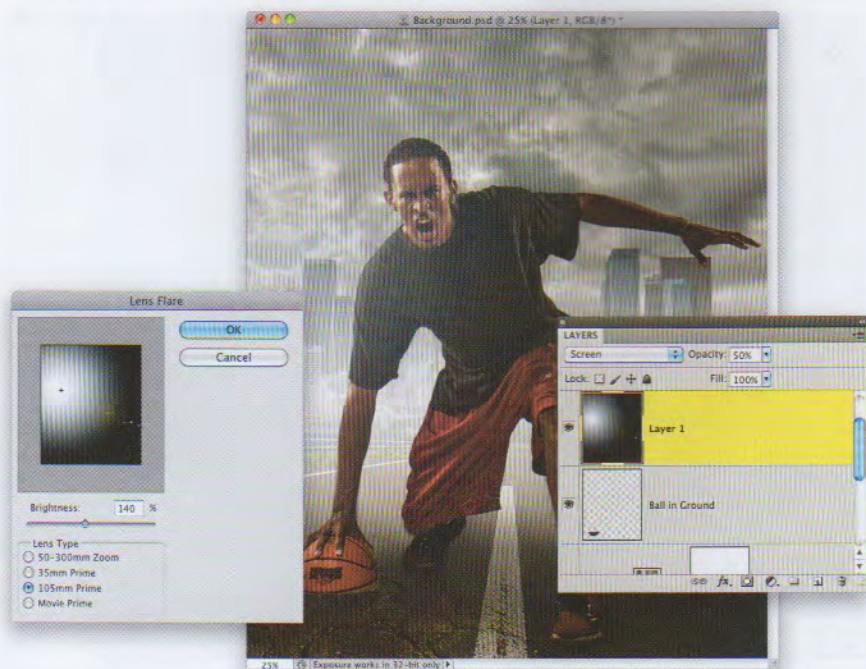 Background.psd @ 25% (Layer 1, RGB/8*) *
Lens Flare
OK
Cancel
Brightness: 140 %
Lens Type
50-300mm Zoom
35mm Prime
105mm Prime
Movie Prime
LAYERS
Screen Opacity: 50%
Lock: Fill: 100%
Layer 1
Ball in Ground
fx.
25% Exposure works in 32-bit only